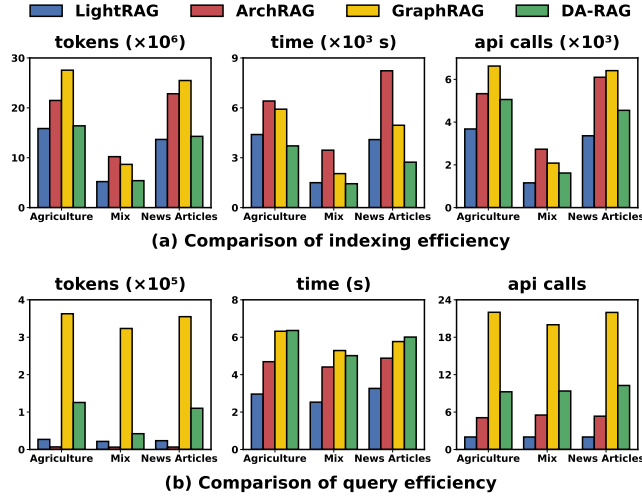 LightRAG ArchRAG GraphRAG DA-RAG
tokens (×10⁶) time (×10³ s) api calls (×10³)
30
20
10
0
Agriculture Mix News Articles
9
6
3
0
Agriculture Mix News Articles
6
4
2
0
Agriculture Mix News Articles
(a) Comparison of indexing efficiency
tokens (×10⁵) time (s) api calls
4
3
2
1
0
Agriculture Mix News Articles
8
6
4
2
0
Agriculture Mix News Articles
24
18
12
6
0
Agriculture Mix News Articles
(b) Comparison of query efficiency